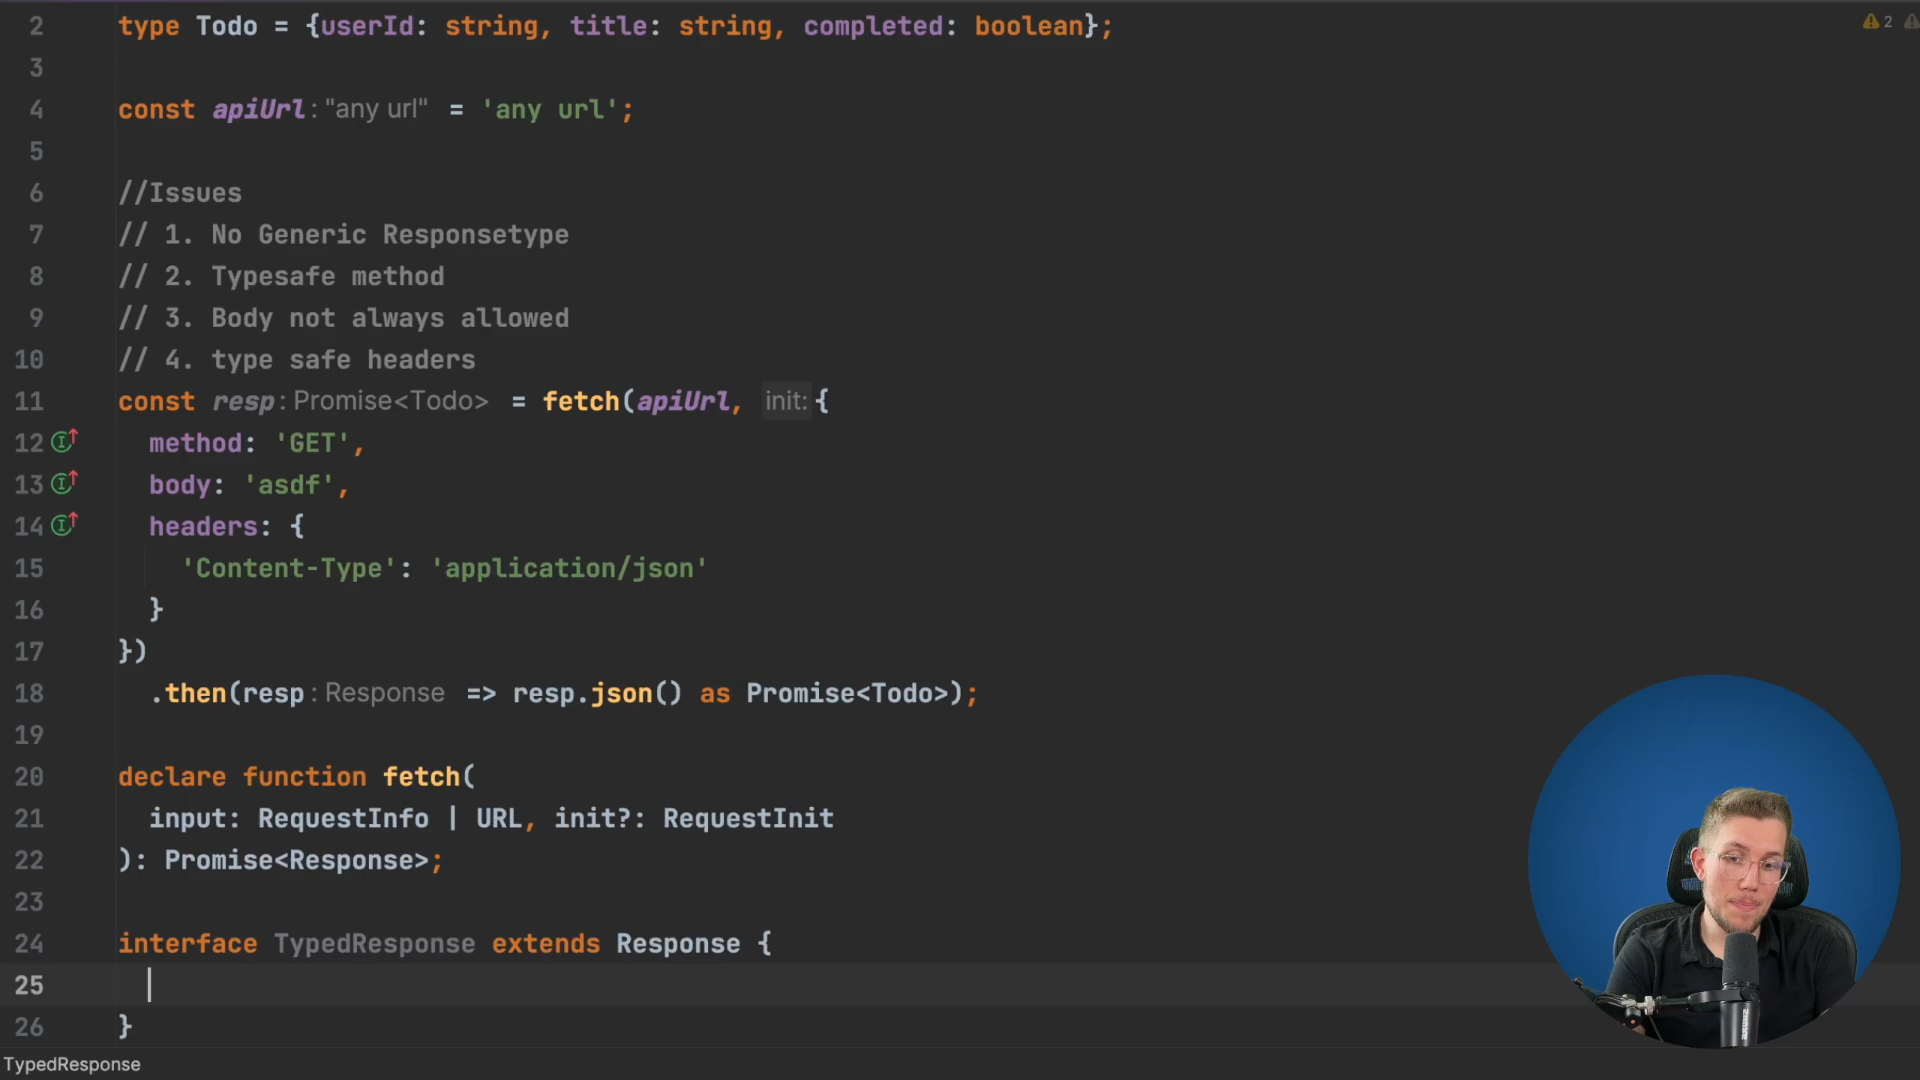 2 type Todo = {userId: string, title: string, completed: boolean};
2
3
4 const apiUrl: "any url" = 'any url';
5
6 //Issues
7 // 1. No Generic Responsetype
8 // 2. Typesafe method
9 // 3. Body not always allowed
10 // 4. type safe headers
11 const resp: Promise<Todo> = fetch(apiUrl, init: {
12 method: 'GET',
13 body: 'asdf',
14 headers: {
15 'Content-Type': 'application/json'
16 }
17 })
18 .then(resp: Response => resp.json() as Promise<Todo>);
19
20 declare function fetch(
21 input: RequestInfo | URL, init?: RequestInit
22 ): Promise<Response>;
23
24 interface TypedResponse extends Response {
25
26 }
TypedResponse